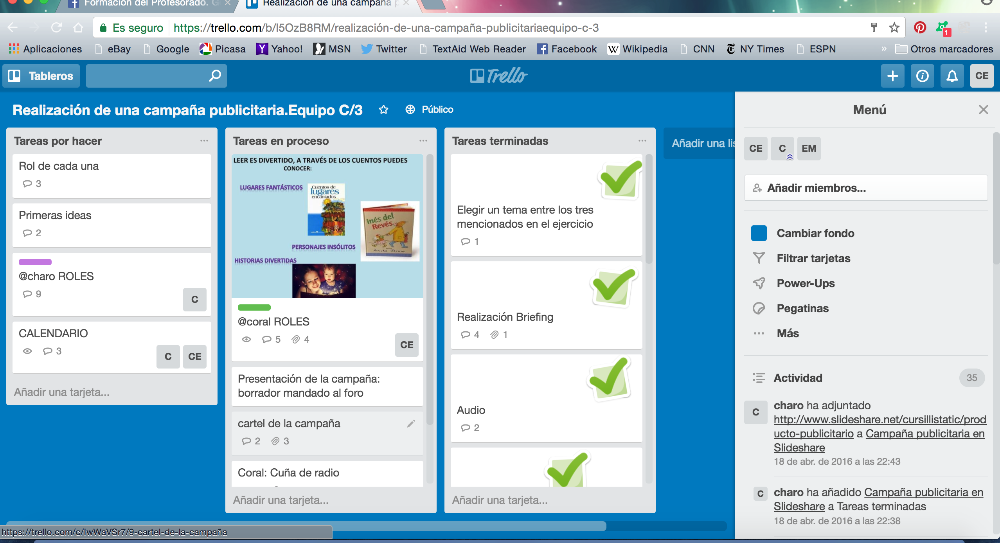 Formación del Profesorado. G
Realización de una campaña p
Es seguro
https://trello.com/b/l5OzB8RM/realización-de-una-campaña-publicitariaequipo-c-3
1
Aplicaciones
eBay
Google
Picasa
Yahoo!
MSN
Twitter
TextAid Web Reader
Facebook
Wikipedia
CNN
NY Times
ESPN
»
Otros marcadores
Tableros
Trello
CE
Realización de una campaña publicitaria.Equipo C/3
Público
Tareas por hacer
Rol de cada una
3
Primeras ideas
2
@charo ROLES
9
C
CALENDARIO
3
C
CE
Añadir una tarjeta...
Tareas en proceso
LEER ES DIVERTIDO, A TRAVÉS DE LOS CUENTOS PUEDES
CONOCER:
LUGARES FANTÁSTICOS
Cuentos de
lugares
encantados
Inés del
Revés
Anita Jeram
PERSONAJES INSÓLITOS
HISTORIAS DIVERTIDAS
@coral ROLES
5
4
CE
Presentación de la campaña:
borrador mandado al foro
cartel de la campaña
2
3
Coral: Cuña de radio
Añadir una tarjeta...
Tareas terminadas
Elegir un tema entre los tres
mencionados en el ejercicio
1
Realización Briefing
4
1
Audio
2
Añadir una tarjeta...
Añadir una lis
Menú
CE
C
EM
Añadir miembros...
Cambiar fondo
Filtrar tarjetas
Power-Ups
Pegatinas
Más
Actividad
35
C
charo ha adjuntado
http://www.slideshare.net/cursillistatic/prod
ucto-publicitario a Campaña publicitaria en
Slideshare
18 de abr. de 2016 a las 22:43
C
charo ha añadido Campaña publicitaria en
Slideshare a Tareas terminadas
18 de abr. de 2016 a las 22:38
https://trello.com/c/IwWaVSr7/9-cartel-de-la-campaña